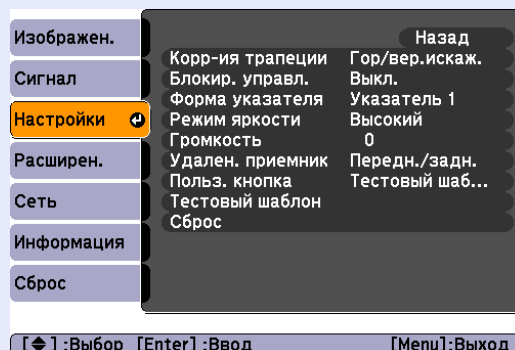 Изображен.
Сигнал
Настройки
Расширен.
Сеть
Информация
Сброс
Назад
Корр-ия трапеции Гор/вер.искаж.
Блокир. управл. Выкл.
Форма указателя Указатель 1
Режим яркости Высокий
Громкость 0
Удален. приемник Передн./задн.
Польз. кнопка Тестовый шаб...
Тестовый шаблон
Сброс
[◆]:Выбор [Enter]:Ввод [Menu]:Выход